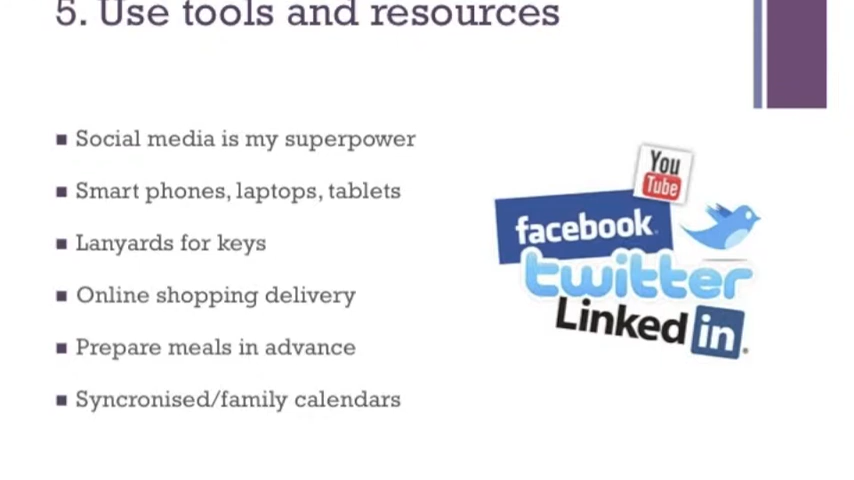 5. Use tools and resources
Social media is my superpower
Smart phones, laptops, tablets
Lanyards for keys
Online shopping delivery
Prepare meals in advance
Syncronised/family calendars
You
Tube
facebook
twitter
Linked in